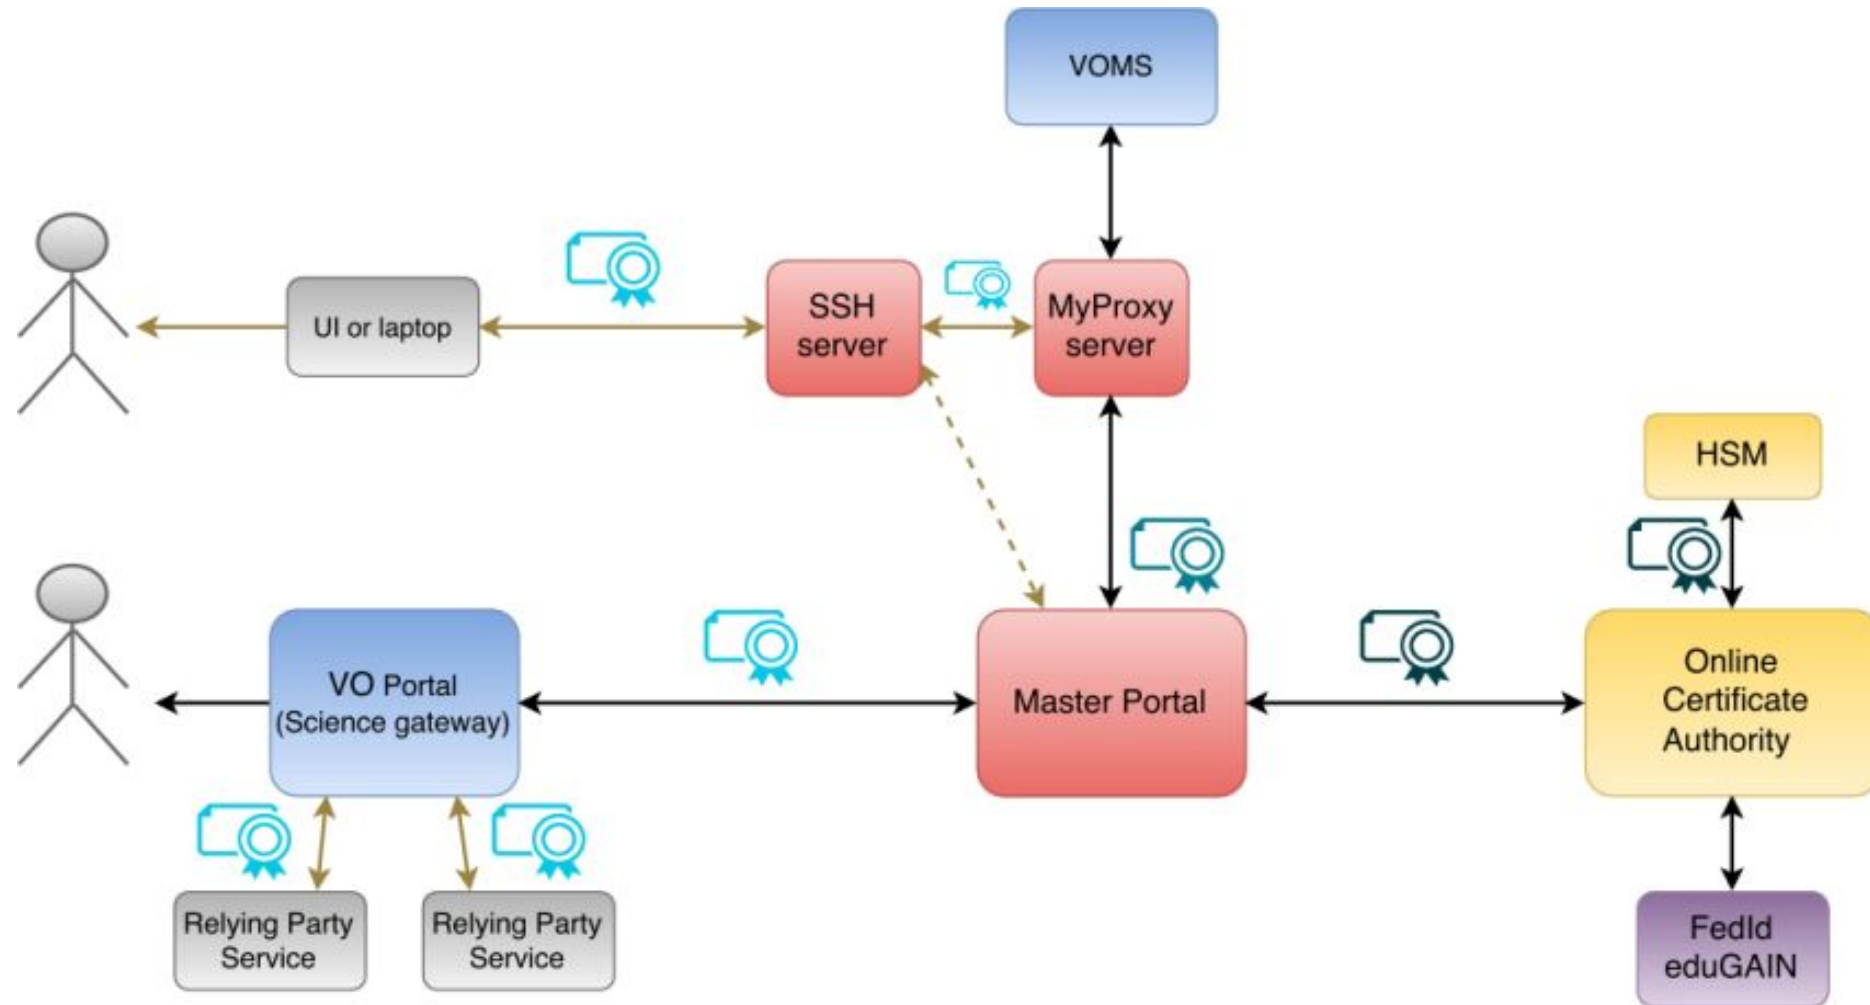 VOMS
UI or laptop
SSH
server
MyProxy
server
HSM
VO Portal
(Science gateway)
Master Portal
Online
Certificate
Authority
Relying Party
Service
Relying Party
Service
FedId
eduGAIN